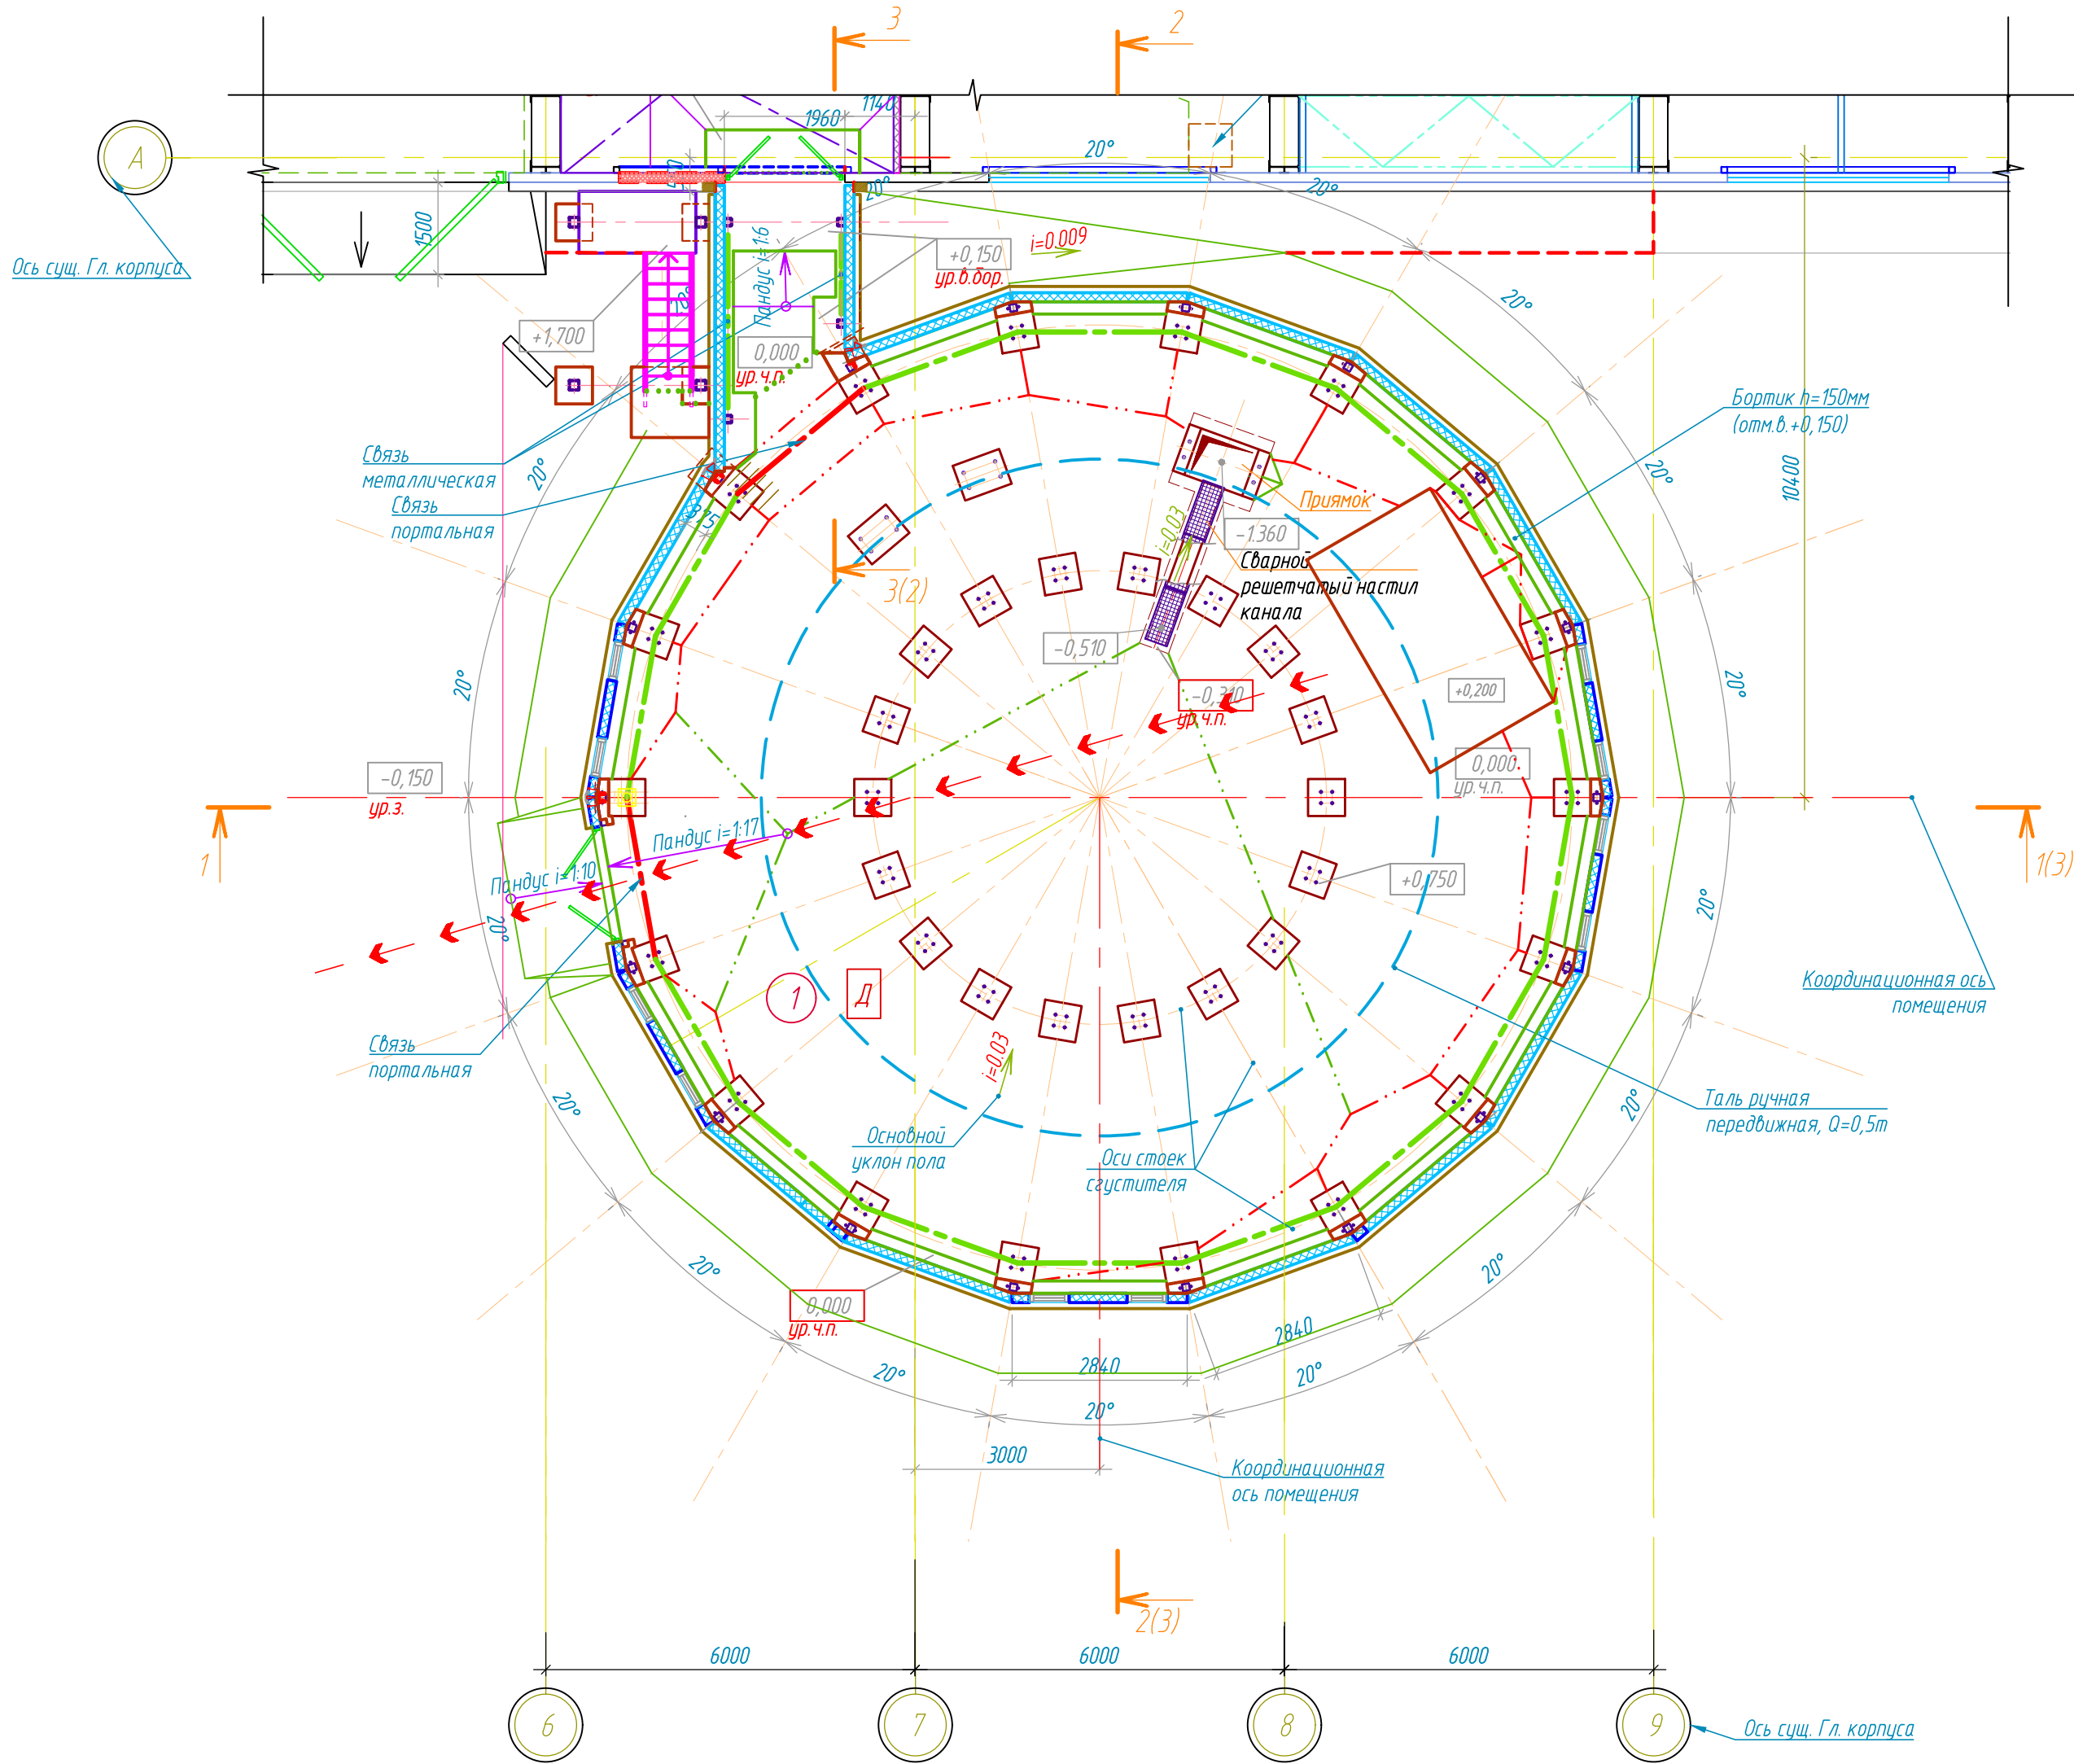 3
2
1140
1960
20°
А
20°
20°
1500
Ось сущ. Гл. корпуса
Пандус i=1:6
+0,150
ур.в.бор.
i=0.009
20°
+1,700
0,000
ур.ч.п.
20°
Бортик h=150мм
(отм.в.+0,150)
Связь
металлическая
Связь
портальная
20°
20°
10400
Приямок
i=0.03
-1.360
Сварной
решетчатый настил
канала
3(2)
-0,510
-0,310
ур.ч.п.
+0,200
20°
20°
-0,150
ур.з.
0,000
ур.ч.п.
1
Пандус i=1:17
Пандус i=1:10
1(3)
+0,750
20°
20°
1
Д
Координационная ось
помещения
Связь
портальная
i=0.03
20°
20°
Таль ручная
передвижная, Q=0,5т
Основной
уклон пола
Оси стоек
сгустителя
20°
20°
0,000
ур.ч.п.
2840
2840
20°
20°
20°
3000
Координационная
ось помещения
2(3)
6000
6000
6000
6
7
8
9
Ось сущ. Гл. корпуса